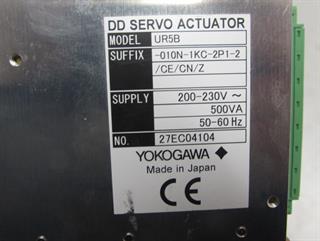 DD SERVO ACTUATOR
MODEL UR5B
SUFFIX -010N-1KC-2P1-2
/CE/CN/Z
SUPPLY 200-230V ~
500VA
50-60 Hz
NO. 27EC04104
YOKOGAWA
Made in Japan
CE